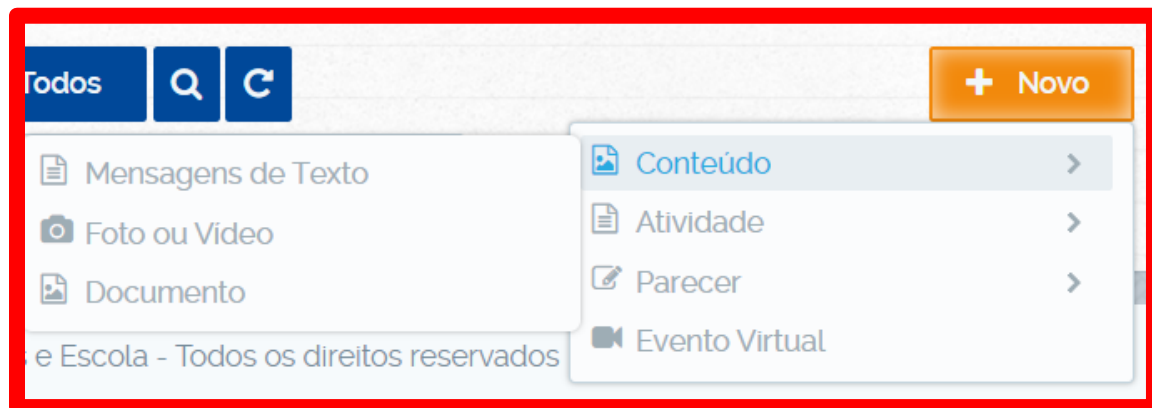 Todos
+ Novo
Mensagens de Texto
Foto ou Vídeo
Documento
Conteúdo
Atividade
Parecer
Evento Virtual
e Escola - Todos os direitos reservados